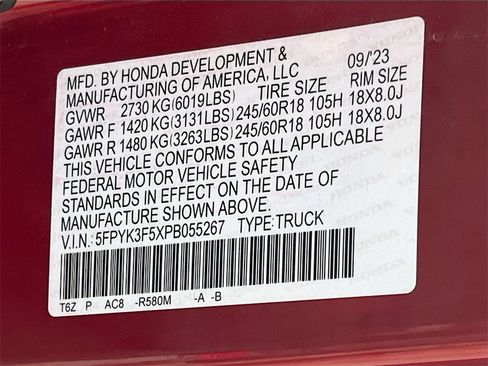 MFD. BY HONDA DEVELOPMENT & 09/'23
MANUFACTURING OF AMERICA, LLC
GVWR 2730 KG(6019LBS) TIRE SIZE RIM SIZE
GAWR F 1420 KG(3131LBS) 245/60R18 105H 18X8.0J
GAWR R 1480 KG(3263LBS) 245/60R18 105H 18X8.0J
THIS VEHICLE CONFORMS TO ALL APPLICABLE
FEDERAL MOTOR VEHICLE SAFETY
STANDARDS IN EFFECT ON THE DATE OF
MANUFACTURE SHOWN ABOVE.
V.I.N.: 5FPYK3F5XPB055267 TYPE:TRUCK
T6Z P AC8 -R580M -A -B